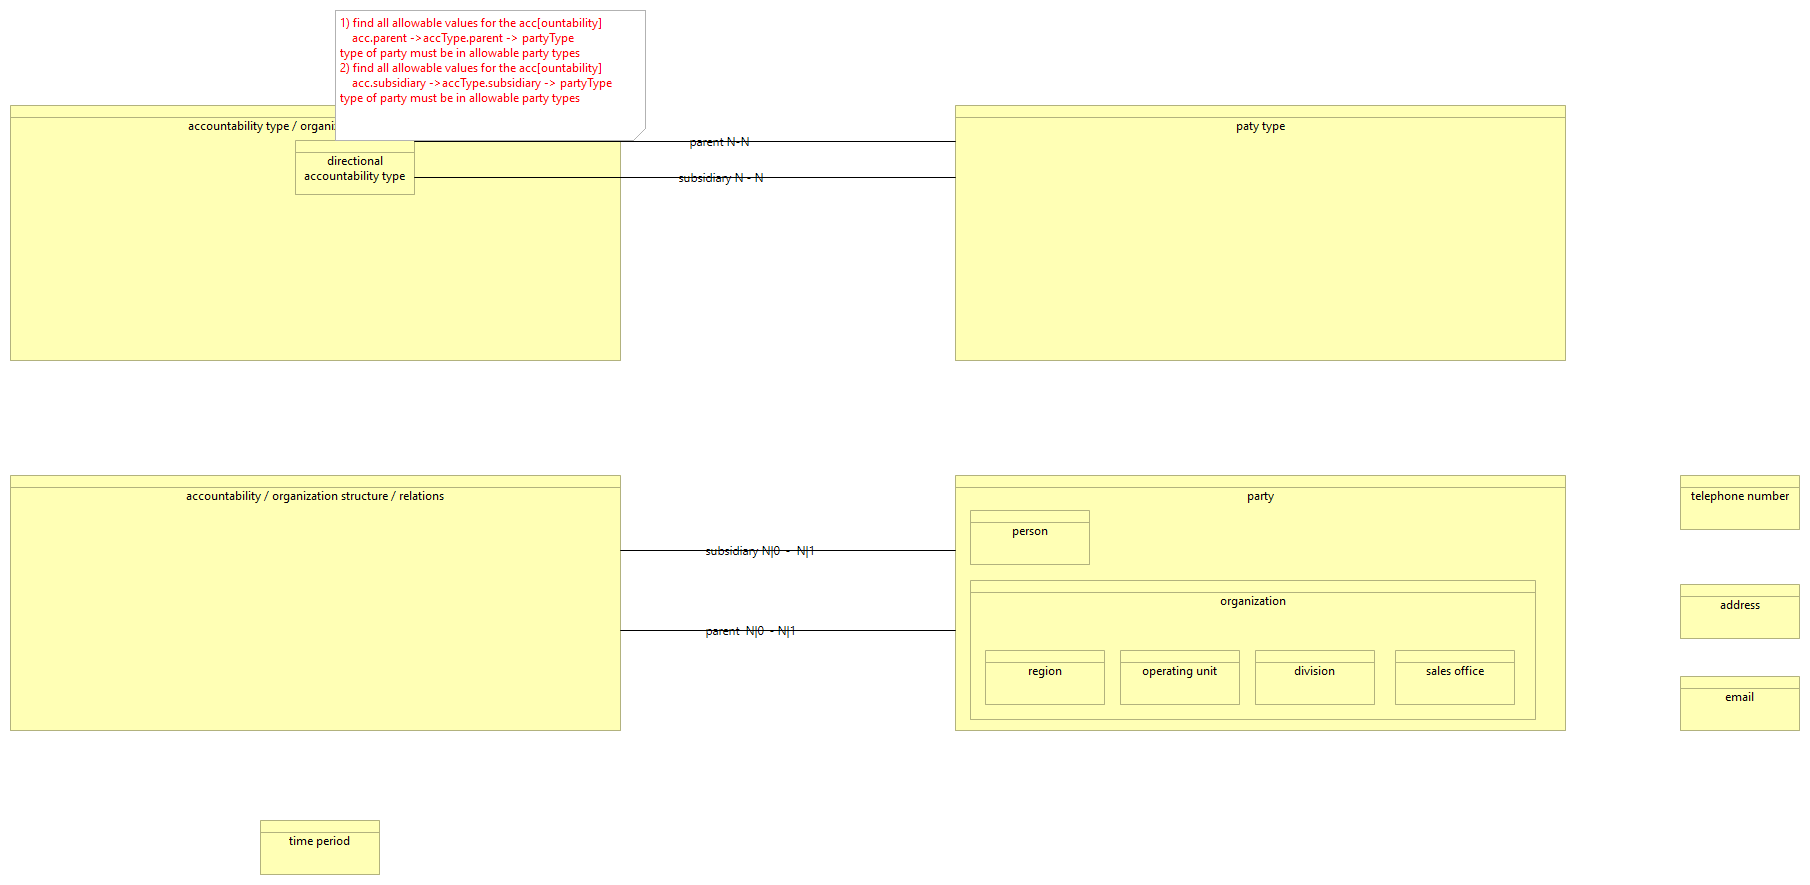 1) find all allowable values for the acc[ountability]
acc.parent ->accType.parent -> partyType
type of party must be in allowable party types
2) find all allowable values for the acc[ountability]
acc.subsidiary ->accType.subsidiary -> partyType
type of party must be in allowable party types
accountability type / organi
paty type
directional
accountability type
parent N-N
subsidiary N - N
accountability / organization structure / relations
party
telephone number
person
subsidiary N|0 - N|1
organization
address
parent N|0 - N|1
region
operating unit
division
sales office
email
time period